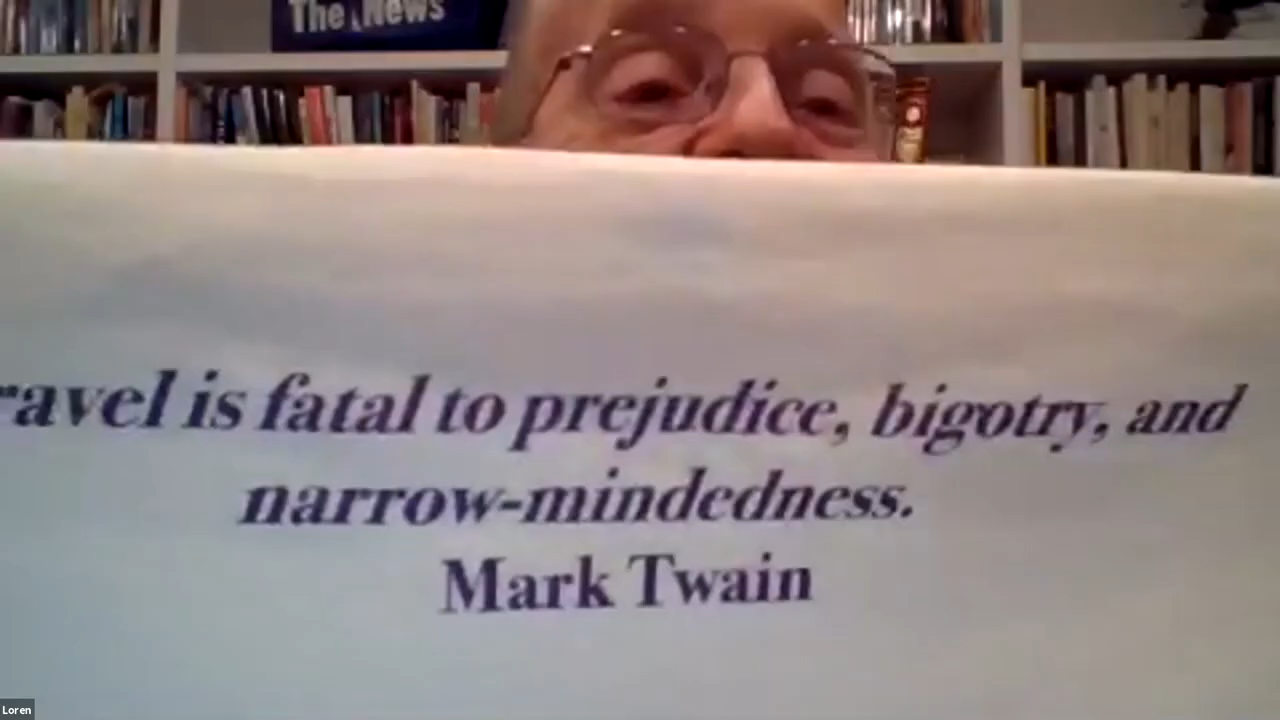 The News
ravel is fatal to prejudice, bigotry, and
narrow-mindedness.
Mark Twain
Loren